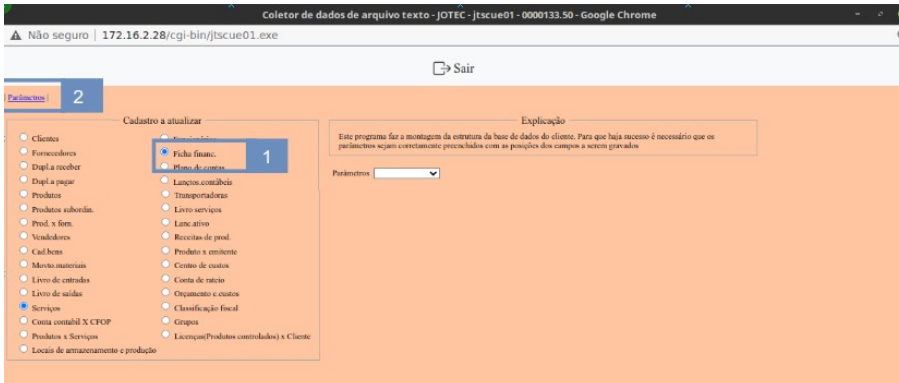 Coletor de dados de arquivo texto - JOTEC - jtscue01 - 0000133.50 - Google Chrome
Não seguro | 172.16.2.28/cgi-bin/jtscue01.exe
Sair
| Parâmetros | 2
Cadastro a atualizar
Clientes
Fornecedores
Dupl.a receber
Dupl.a pagar
Produtos
Produtos subordin.
Prod. x forn.
Vendedores
Cad.bens
Movto.materiais
Livro de entradas
Livro de saídas
Serviços
Conta contabil X CFOP
Produtos x Serviços
Locais de armazenamento e produção
Ficha financ. 1
Plano de contas
Lançtos.contábeis
Transportadoras
Livro serviços
Lanc.ativo
Receitas de prod.
Produto x emitente
Centro de custos
Conta de rateio
Orçamento c.custos
Classificação fiscal
Grupos
Licenças(Produtos controlados) x Cliente
Explicação
Este programa faz a montagem da estrutura da base de dados do cliente. Para que haja sucesso é necessário que os
parâmetros sejam corretamente preenchidos com as posições dos campos a serem gravados
Parâmetros